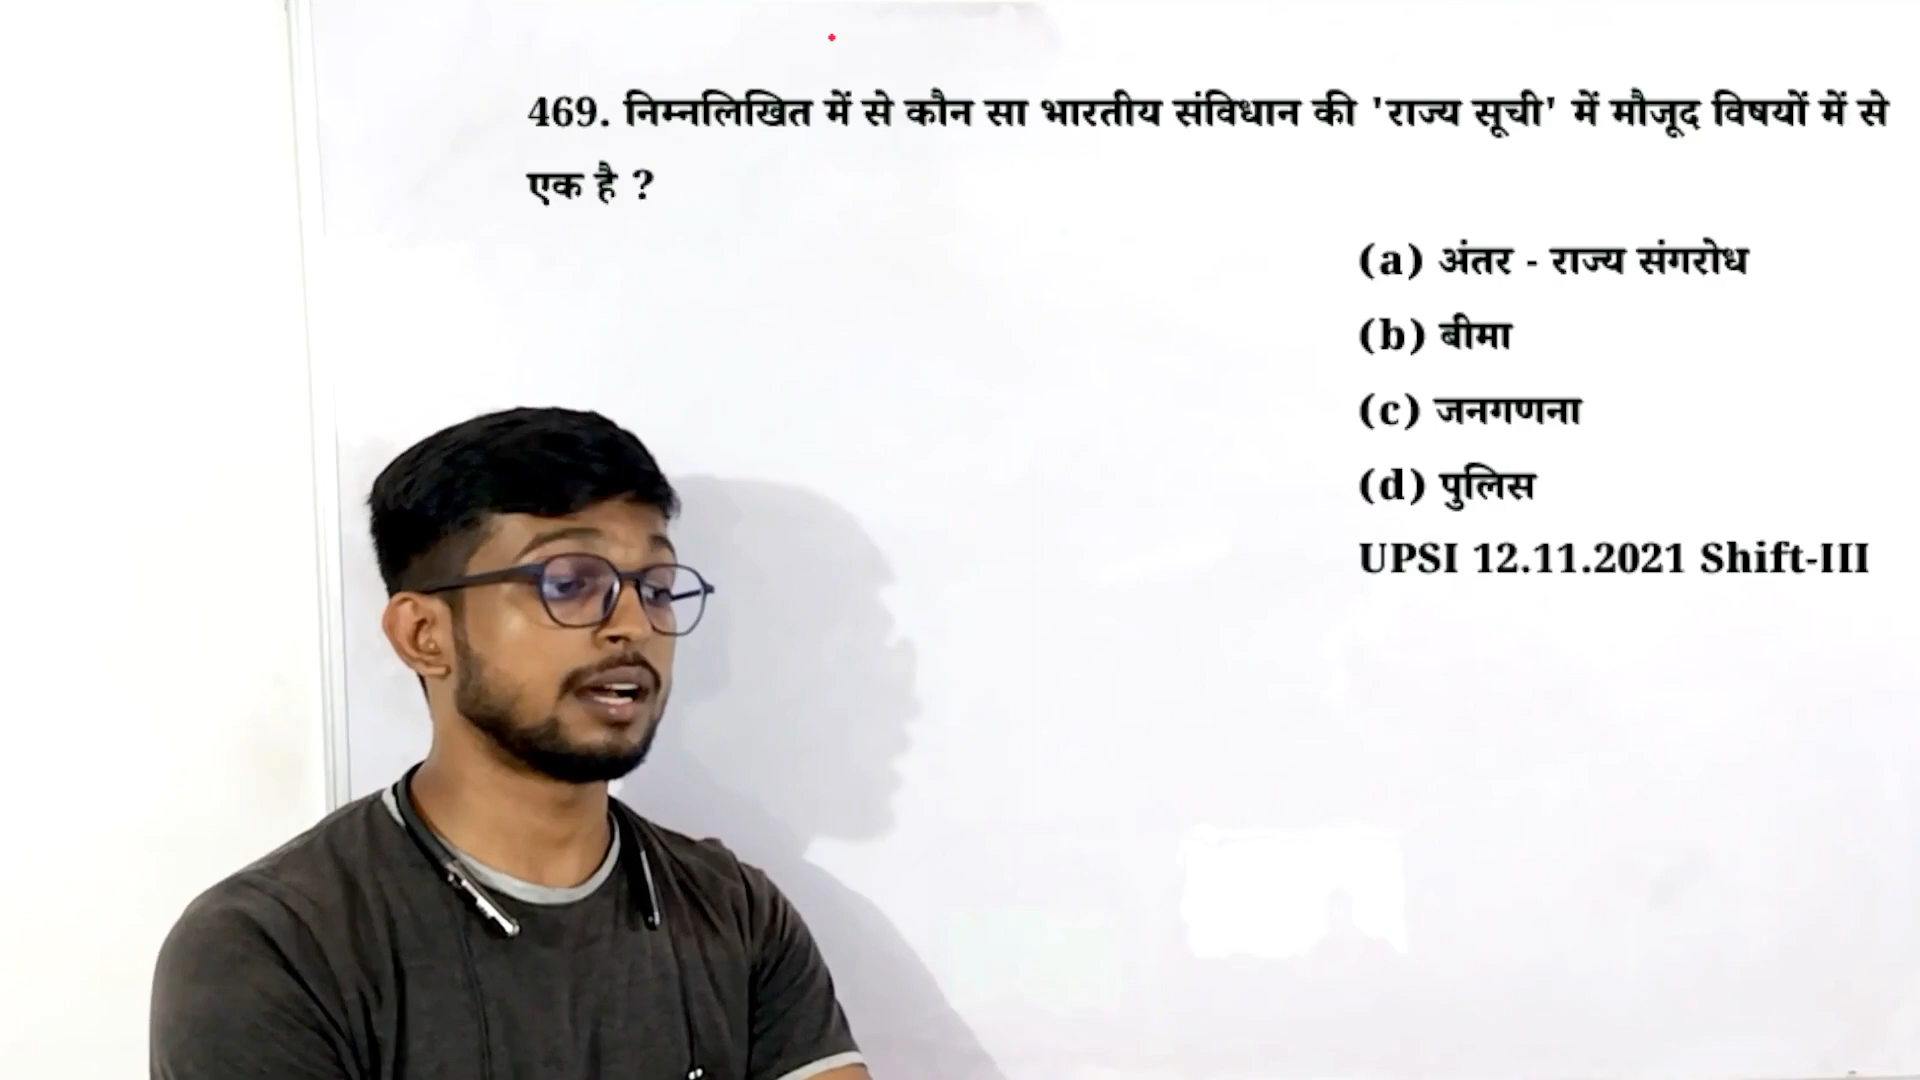 469. निम्नलिखित में से कौन सा भारतीय संविधान की 'राज्य सूची' में मौजूद विषयों में से
एक है ?
(a) अंतर - राज्य संगरोध
(b) बीमा
(c) जनगणना
(d) पुलिस
UPSI 12.11.2021 Shift-III